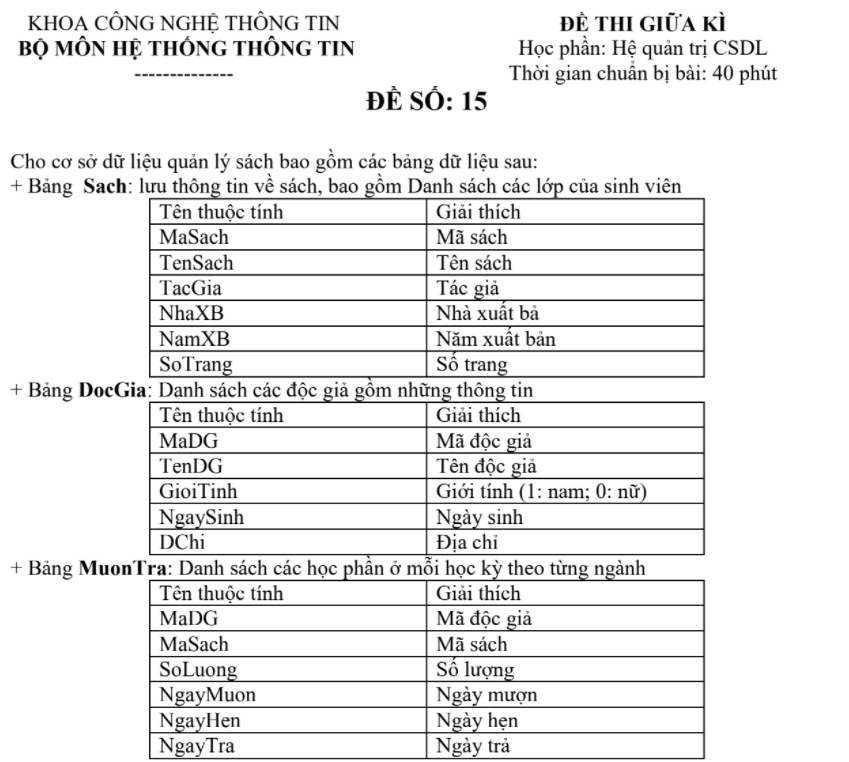 KHOA CÔNG NGHỆ THÔNG TIN
BỘ MÔN HỆ THỐNG THÔNG TIN
--------------
ĐỀ THI GIỮA KÌ
Học phần: Hệ quản trị CSDL
Thời gian chuẩn bị bài: 40 phút
ĐỀ SỐ: 15
Cho cơ sở dữ liệu quản lý sách bao gồm các bảng dữ liệu sau:
+ Bảng Sach: lưu thông tin về sách, bao gồm Danh sách các lớp của sinh viên
Tên thuộc tính Giải thích
MaSach Mã sách
TenSach Tên sách
TacGia Tác giả
NhaXB Nhà xuất bả
NamXB Năm xuất bản
SoTrang Số trang
+ Bảng DocGia: Danh sách các độc giả gồm những thông tin
Tên thuộc tính Giải thích
MaDG Mã độc giả
TenDG Tên độc giả
GioiTinh Giới tính (1: nam; 0: nữ)
NgaySinh Ngày sinh
DChi Địa chỉ
+ Bảng MuonTra: Danh sách các học phần ở mỗi học kỳ theo từng ngành
Tên thuộc tính Giải thích
MaDG Mã độc giả
MaSach Mã sách
SoLuong Số lượng
NgayMuon Ngày mượn
NgayHen Ngày hẹn
NgayTra Ngày trả